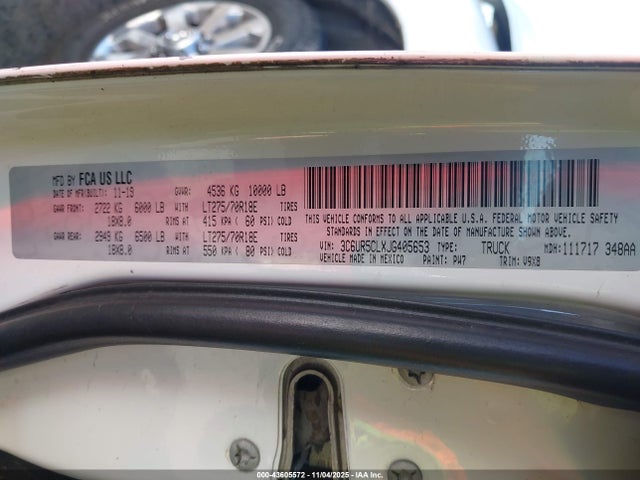 MFD BY FCA US LLC
DATE OF MFR(BUILT): 11-19 GVWR: 4536 KG 10000 LB
GAWR FRONT: 2722 KG 6000 LB WITH LT275/70R18E TIRES
18X8.0 RIMS AT 415 KPA ( 60 PSI) COLD
GAWR REAR: 2949 KG 6500 LB WITH LT275/70R18E TIRES
18X8.0 RIMS AT 550 KPA ( 80 PSI) COLD
THIS VEHICLE CONFORMS TO ALL APPLICABLE U.S.A. FEDERAL MOTOR VEHICLE SAFETY
STANDARDS IN EFFECT ON THE DATE OF MANUFACTURE SHOWN ABOVE.
VIN: 3C6UR5CLXJG405653 TYPE: TRUCK MDH: 111717 348AA
VEHICLE MADE IN MEXICO PAINT: PW7 TRIM: V9X8
000-43605572 - 11/04/2025 - Copyright © 2025 IAA, Inc.